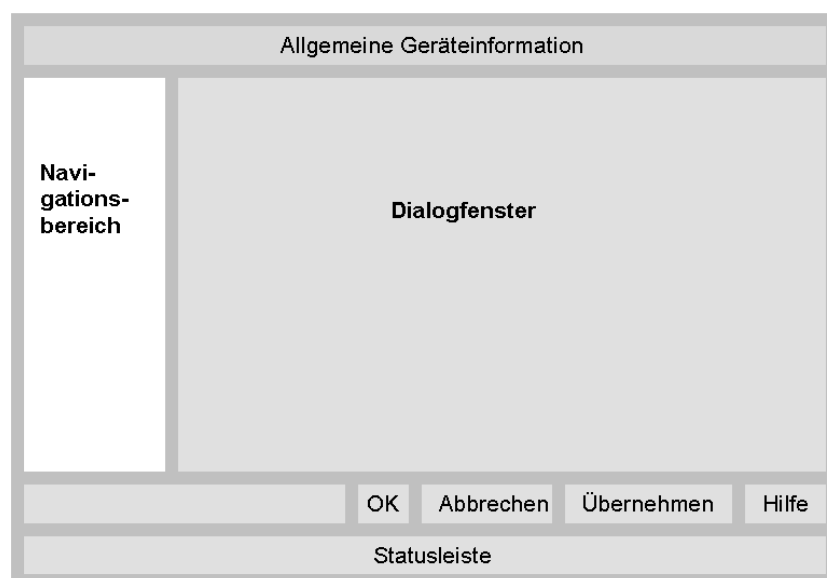 Allgemeine Geräteinformation
Navi-
gations-
bereich
Dialogfenster
OK Abbrechen Übernehmen Hilfe
Statusleiste